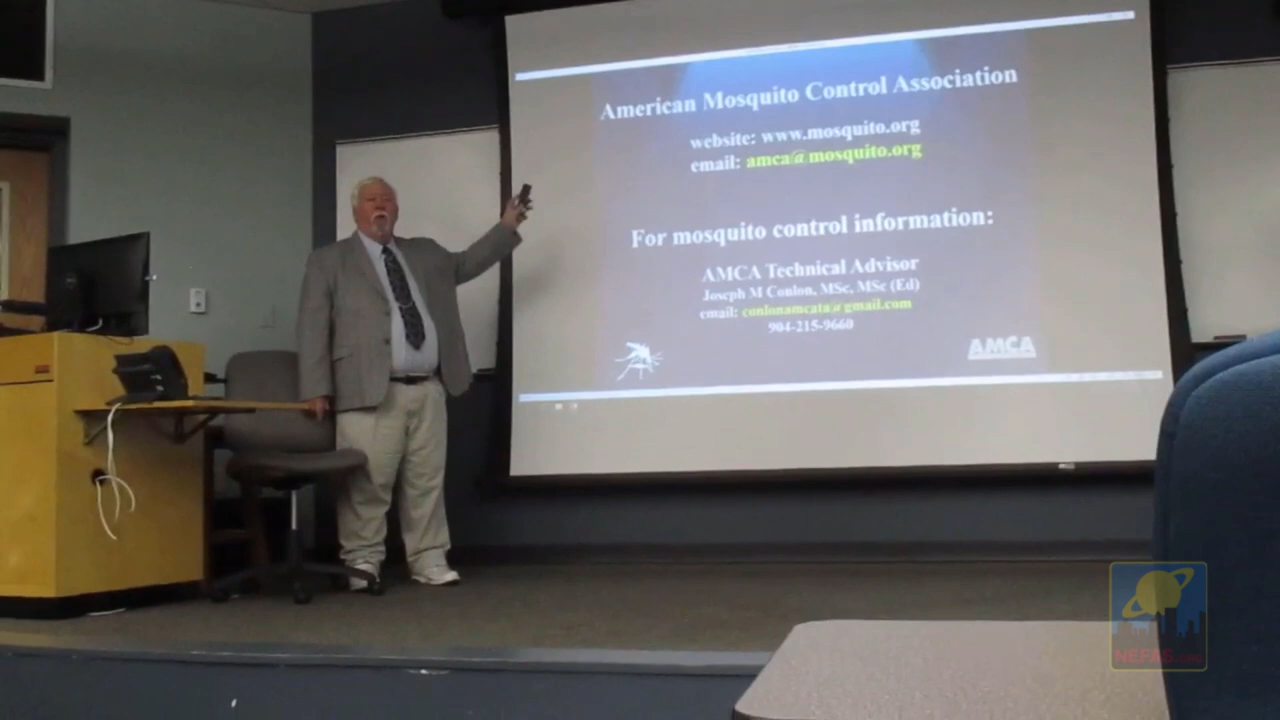 American Mosquito Control Association
website: www.mosquito.org
email: amca@mosquito.org
For mosquito control information:
AMCA Technical Advisor
Joseph M Conlon, MSc, MSc (Ed)
email: conlonamcata@gmail.com
904-215-9660
AMCA
NEFAS.ORG